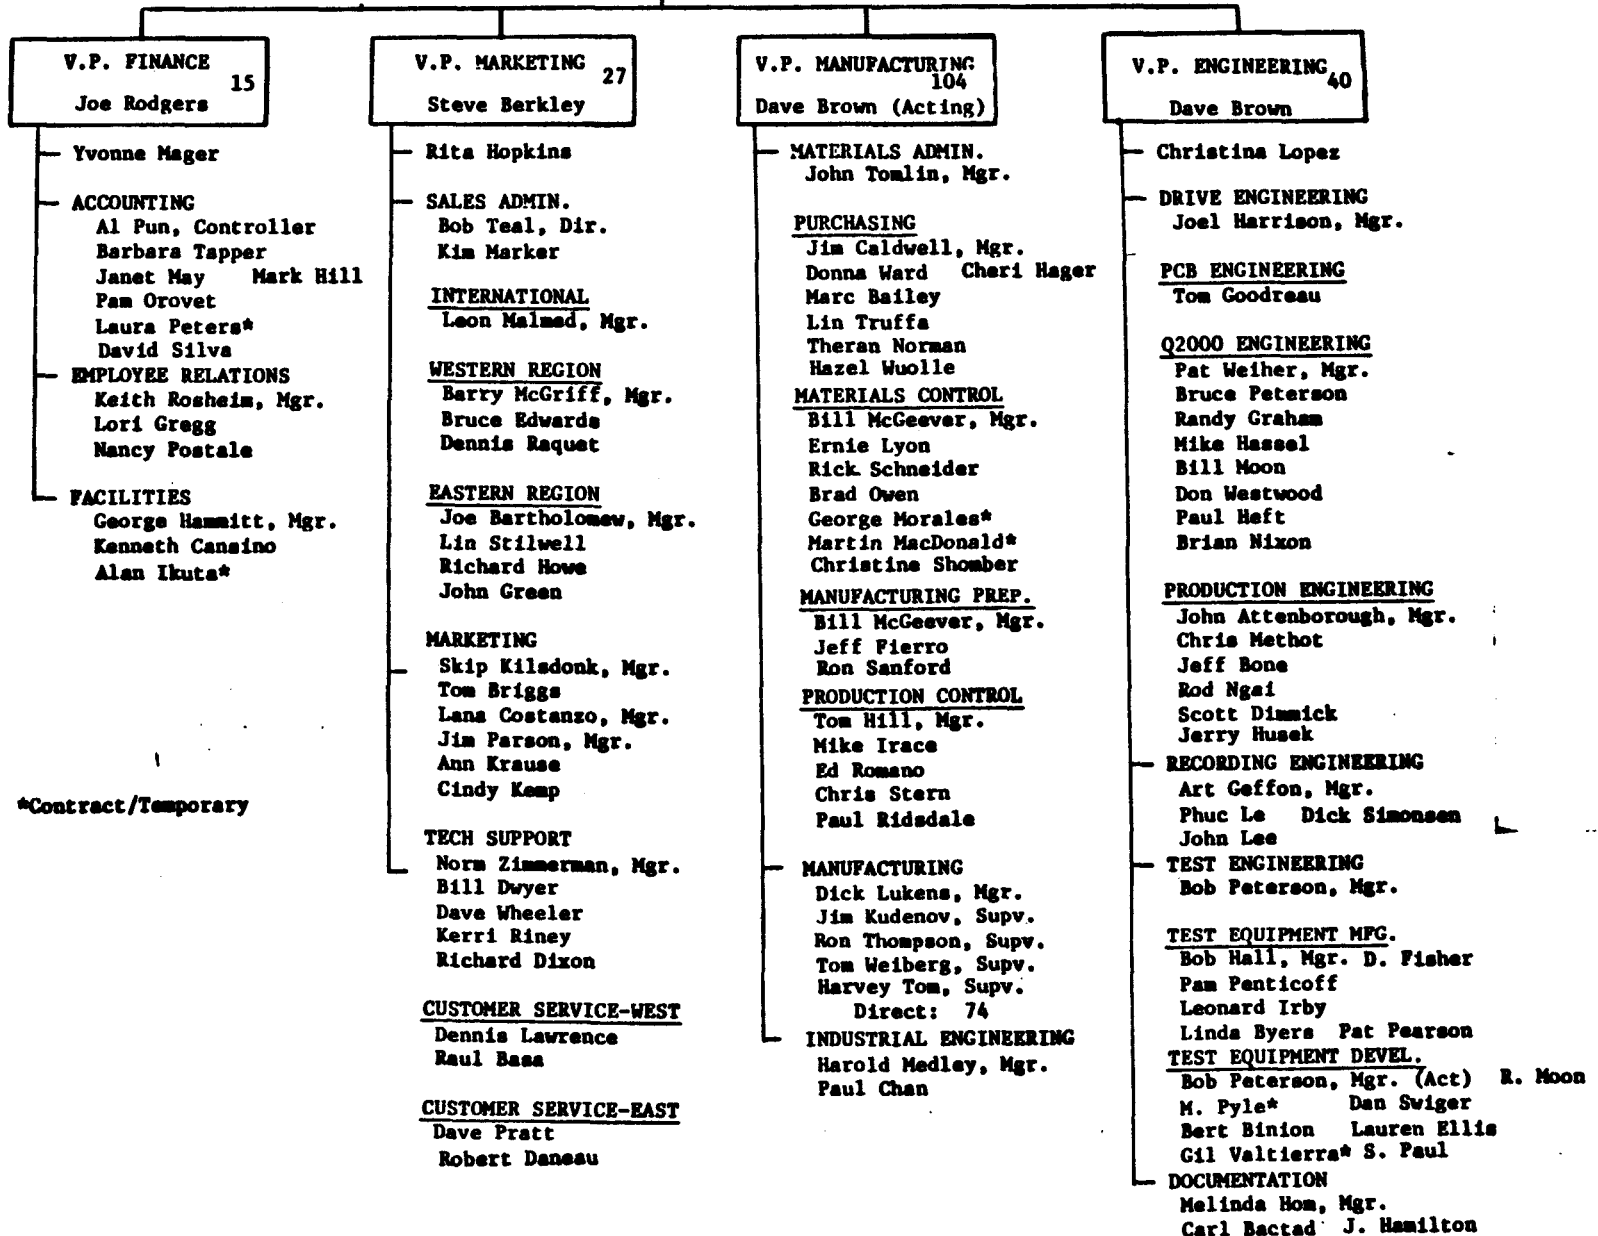 V.P. FINANCE 15
Joe Rodgers
Yvonne Mager
ACCOUNTING
Al Pun, Controller
Barbara Tapper
Janet May Mark Hill
Pam Orovet
Laura Peters*
David Silva
EMPLOYEE RELATIONS
Keith Rosheim, Mgr.
Lori Gregg
Nancy Postale
FACILITIES
George Hammitt, Mgr.
Kenneth Cansino
Alan Ikuta*
*Contract/Temporary
V.P. MARKETING 27
Steve Berkley
Rita Hopkins
SALES ADMIN.
Bob Teal, Dir.
Kim Marker
INTERNATIONAL
Leon Malmed, Mgr.
WESTERN REGION
Barry McGriff, Mgr.
Bruce Edwards
Dennis Raquet
EASTERN REGION
Joe Bartholomew, Mgr.
Lin Stilwell
Richard Howe
John Green
MARKETING
Skip Kilsdonk, Mgr.
Tom Briggs
Lana Costanzo, Mgr.
Jim Parson, Mgr.
Ann Krause
Cindy Kemp
TECH SUPPORT
Norm Zimmerman, Mgr.
Bill Dwyer
Dave Wheeler
Kerri Riney
Richard Dixon
CUSTOMER SERVICE-WEST
Dennis Lawrence
Raul Basa
CUSTOMER SERVICE-EAST
Dave Pratt
Robert Daneau
V.P. MANUFACTURING
104
Dave Brown (Acting)
MATERIALS ADMIN.
John Tomlin, Mgr.
PURCHASING
Jim Caldwell, Mgr.
Donna Ward Cheri Hager
Marc Bailey
Lin Truffa
Theran Norman
Hazel Wuolle
MATERIALS CONTROL
Bill McGeever, Mgr.
Ernie Lyon
Rick Schneider
Brad Owen
George Morales*
Martin MacDonald*
Christine Shomber
MANUFACTURING PREP.
Bill McGeever, Mgr.
Jeff Fierro
Ron Sanford
PRODUCTION CONTROL
Tom Hill, Mgr.
Mike Irace
Ed Romano
Chris Stern
Paul Ridsdale
MANUFACTURING
Dick Lukens, Mgr.
Jim Kudenov, Supv.
Ron Thompson, Supv.
Tom Weiberg, Supv.
Harvey Tom, Supv.
Direct: 74
INDUSTRIAL ENGINEERING
Harold Medley, Mgr.
Paul Chan
V.P. ENGINEERING 40
Dave Brown
Christina Lopez
DRIVE ENGINEERING
Joel Harrison, Mgr.
PCB ENGINEERING
Tom Goodreau
Q2000 ENGINEERING
Pat Weiher, Mgr.
Bruce Peterson
Randy Graham
Mike Hassel
Bill Moon
Don Westwood
Paul Heft
Brian Nixon
PRODUCTION ENGINEERING
John Attenborough, Mgr.
Chris Methot
Jeff Bone
Rod Ngai
Scott Dimmick
Jerry Husek
RECORDING ENGINEERING
Art Geffon, Mgr.
Phuc Le Dick Simonsen
John Lee
TEST ENGINEERING
Bob Peterson, Mgr.
TEST EQUIPMENT MFG.
Bob Hall, Mgr. D. Fisher
Pam Penticoff
Leonard Irby
Linda Byers Pat Pearson
TEST EQUIPMENT DEVEL.
Bob Peterson, Mgr. (Act) R. Moon
M. Pyle* Dan Swiger
Bert Binion Lauren Ellis
Gil Valtierra* S. Paul
DOCUMENTATION
Melinda Hom, Mgr.
Carl Bactad J. Hamilton